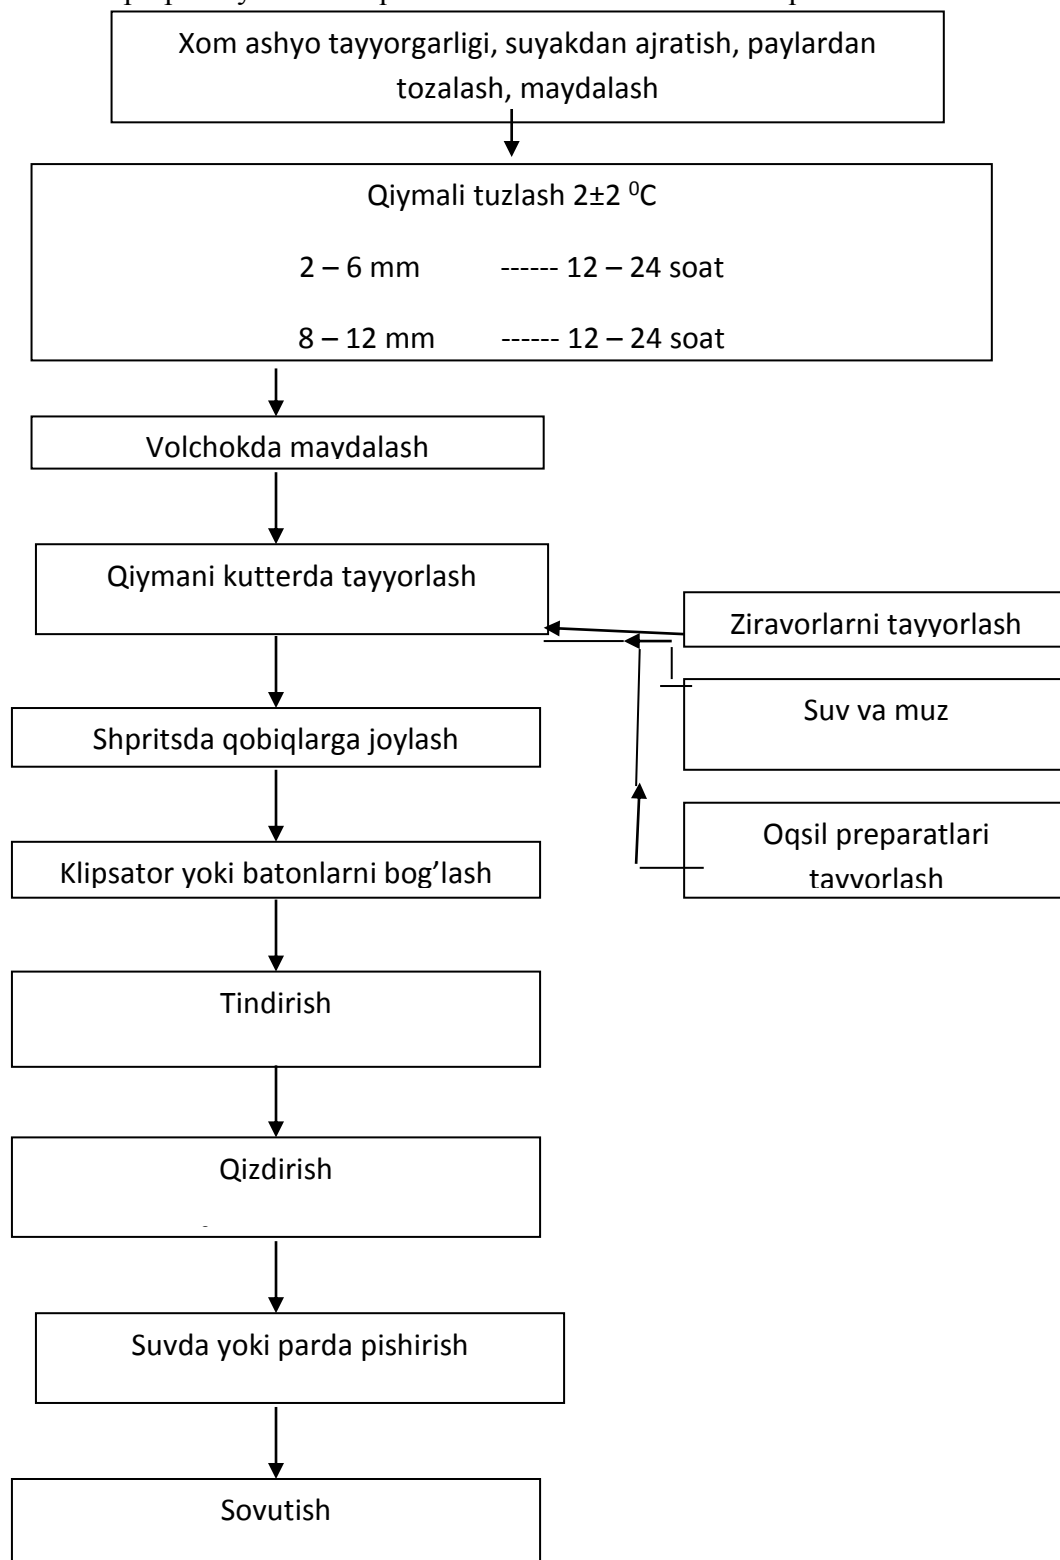 Xom ashyo tayyorgarligi, suyakdan ajratish, paylardan
tozalash, maydalash
Qiymali tuzlash 2±2 ⁰C
2 – 6 mm ------ 12 – 24 soat
8 – 12 mm ------ 12 – 24 soat
Volchokda maydalash
Qiymani kutterda tayyorlash
Ziravorlarni tayyorlash
Suv va muz
Shpritsda qobiqlarga joylash
Oqsil preparatlari
tayyorlash
Klipsator yoki batonlarni bog’lash
Tindirish
Qizdirish
Suvda yoki parda pishirish
Sovutish